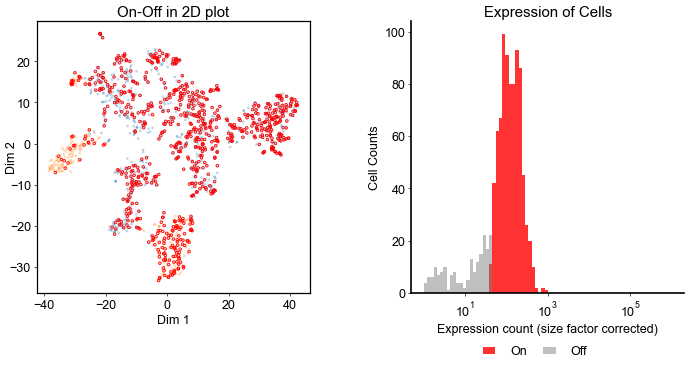 On-Off in 2D plot
Dim 2
20
10
0
−10
−20
−30
−40
−20
0
20
40
Dim 1
Expression of Cells
Cell Counts
100
80
60
40
20
0
10^1
10^3
10^5
Expression count (size factor corrected)
On
Off